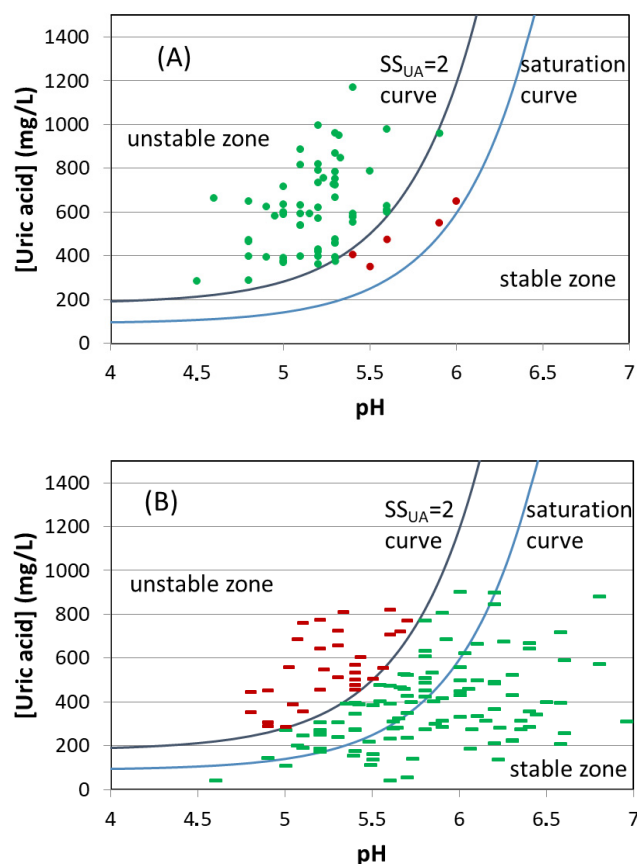 (A)
SS_UA=2
curve
saturation
curve
unstable zone
stable zone
[Uric acid] (mg/L)
1400
1200
1000
800
600
400
200
0
4
4.5
5
5.5
6
6.5
7
pH
(B)
SS_UA=2
curve
saturation
curve
unstable zone
stable zone
[Uric acid] (mg/L)
1400
1200
1000
800
600
400
200
0
4
4.5
5
5.5
6
6.5
7
pH